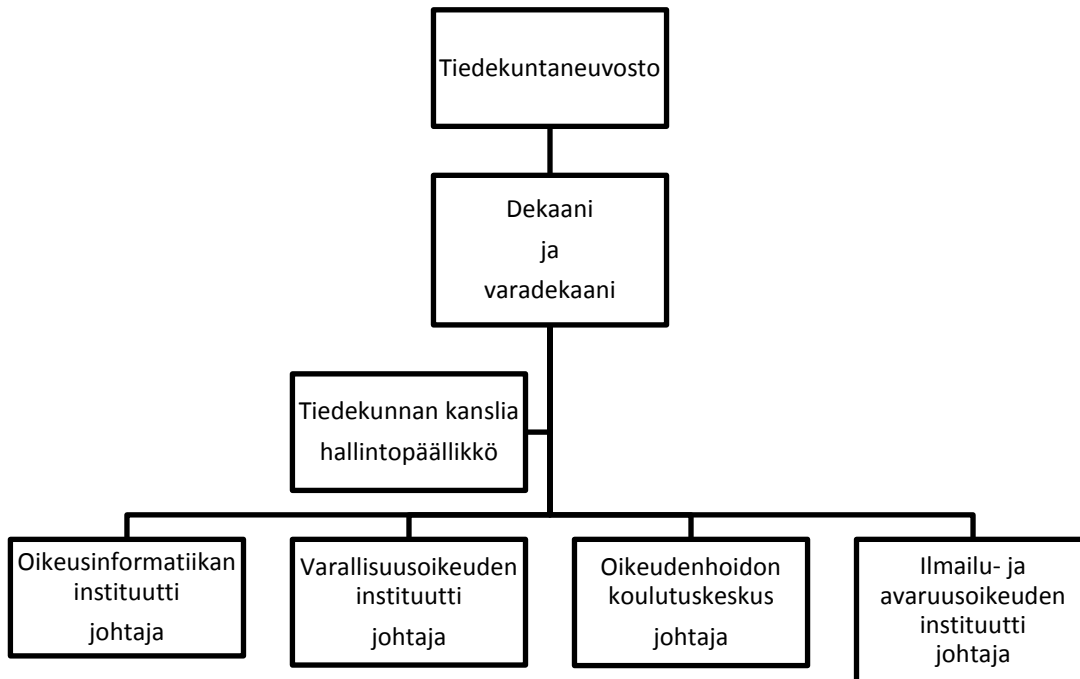 Tiedekuntaneuvosto
Dekaani
ja
varadekaani
Tiedekunnan kanslia
hallintopäällikkö
Oikeusinformatiikan
instituutti
johtaja
Varallisuusoikeuden
instituutti
johtaja
Oikeudenhoidon
koulutuskeskus
johtaja
Ilmailu- ja
avaruusoikeuden
instituutti
johtaja